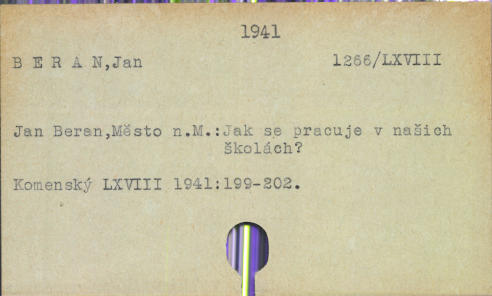 1941
B E R A N,Jan 1266/LXVIII
Jan Beran,Město n.M.:Jak se pracuje v našich
školách?
Komenský LXVIII 1941:199-202.